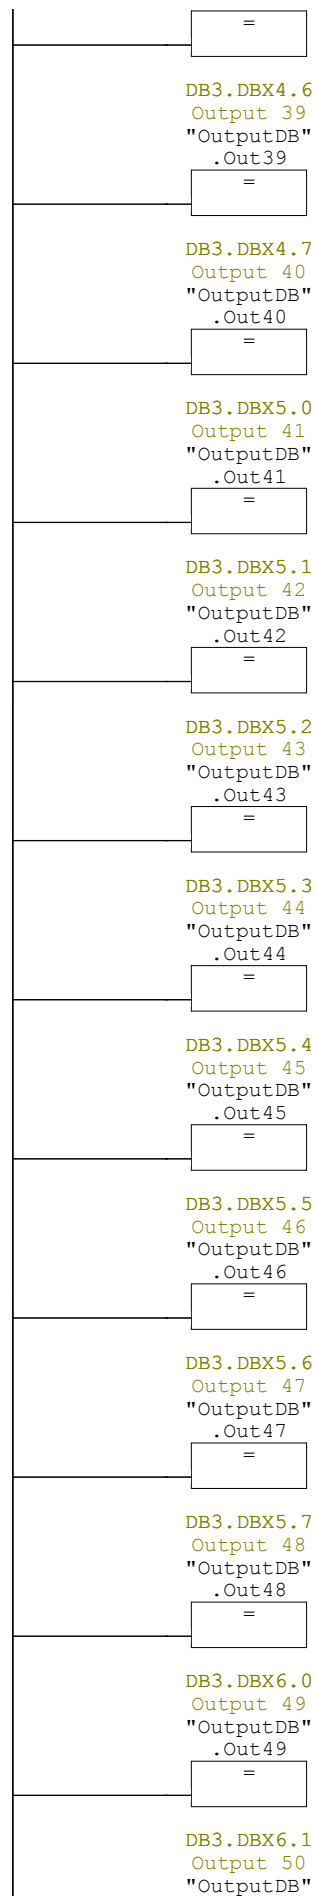 =
DB3.DBX4.6
Output 39
"OutputDB"
.Out39
=
DB3.DBX4.7
Output 40
"OutputDB"
.Out40
=
DB3.DBX5.0
Output 41
"OutputDB"
.Out41
=
DB3.DBX5.1
Output 42
"OutputDB"
.Out42
=
DB3.DBX5.2
Output 43
"OutputDB"
.Out43
=
DB3.DBX5.3
Output 44
"OutputDB"
.Out44
=
DB3.DBX5.4
Output 45
"OutputDB"
.Out45
=
DB3.DBX5.5
Output 46
"OutputDB"
.Out46
=
DB3.DBX5.6
Output 47
"OutputDB"
.Out47
=
DB3.DBX5.7
Output 48
"OutputDB"
.Out48
=
DB3.DBX6.0
Output 49
"OutputDB"
.Out49
=
DB3.DBX6.1
Output 50
"OutputDB"